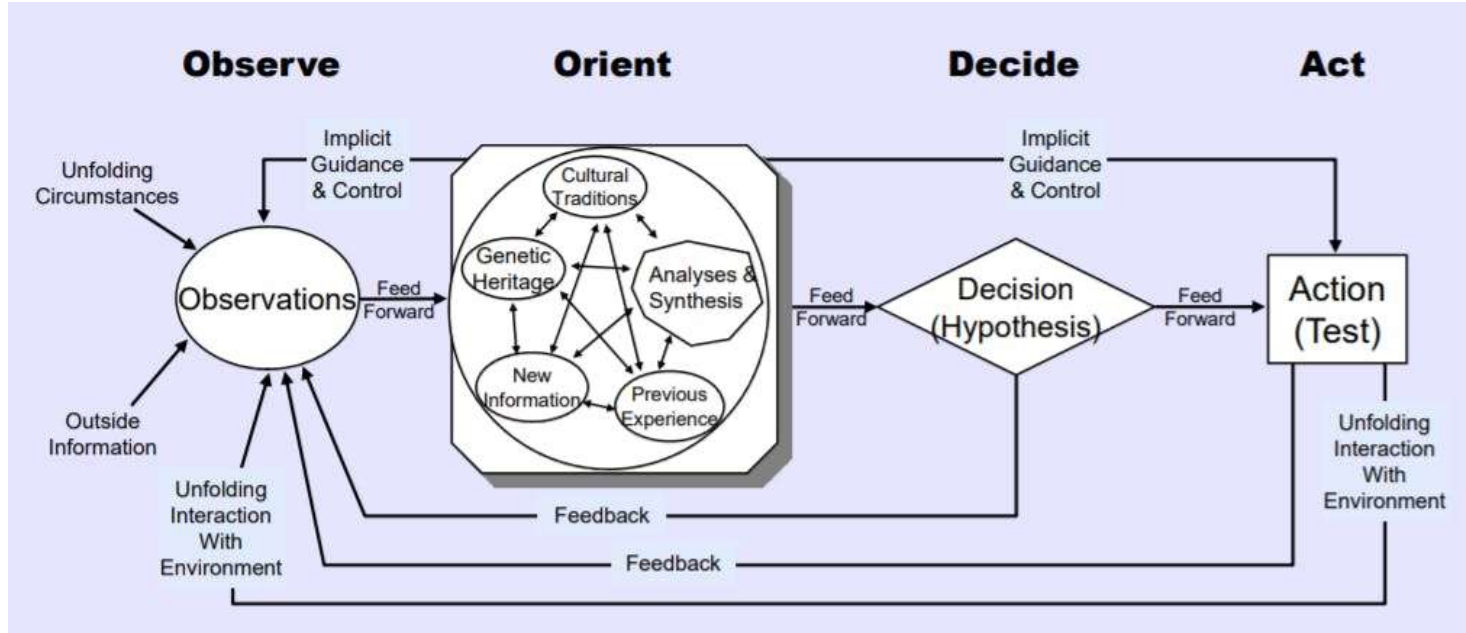 Observe
Orient
Decide
Act
Implicit
Guidance
& Control
Implicit
Guidance
& Control
Unfolding
Circumstances
Cultural
Traditions
Genetic
Heritage
Analyses &
Synthesis
Observations
Feed
Forward
Feed
Forward
Decision
(Hypothesis)
Feed
Forward
Action
(Test)
New
Information
Previous
Experience
Outside
Information
Unfolding
Interaction
With
Environment
Unfolding
Interaction
With
Environment
Feedback
Feedback